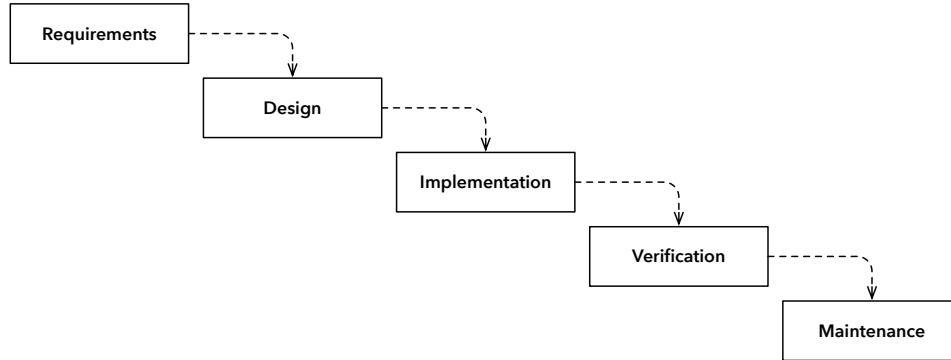 Requirements
Design
Implementation
Verification
Maintenance